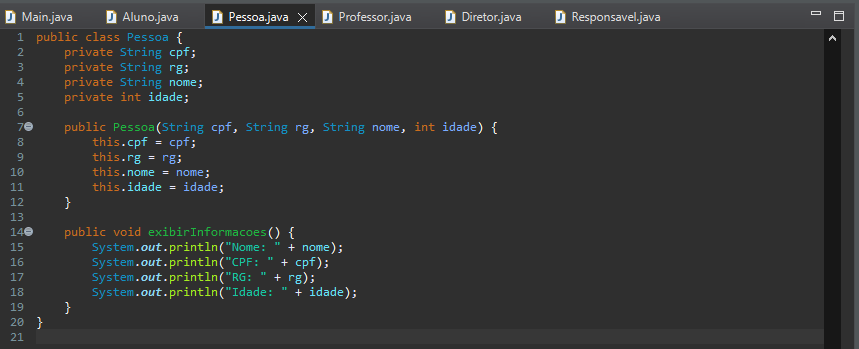 Main.java Aluno.java Pessoa.java Professor.java Diretor.java Responsavel.java
1 public class Pessoa {
2     private String cpf;
3     private String rg;
4     private String nome;
5     private int idade;
6
7     public Pessoa(String cpf, String rg, String nome, int idade) {
8         this.cpf = cpf;
9         this.rg = rg;
10         this.nome = nome;
11         this.idade = idade;
12     }
13
14     public void exibirInformacoes() {
15         System.out.println("Nome: " + nome);
16         System.out.println("CPF: " + cpf);
17         System.out.println("RG: " + rg);
18         System.out.println("Idade: " + idade);
19     }
20 }
21